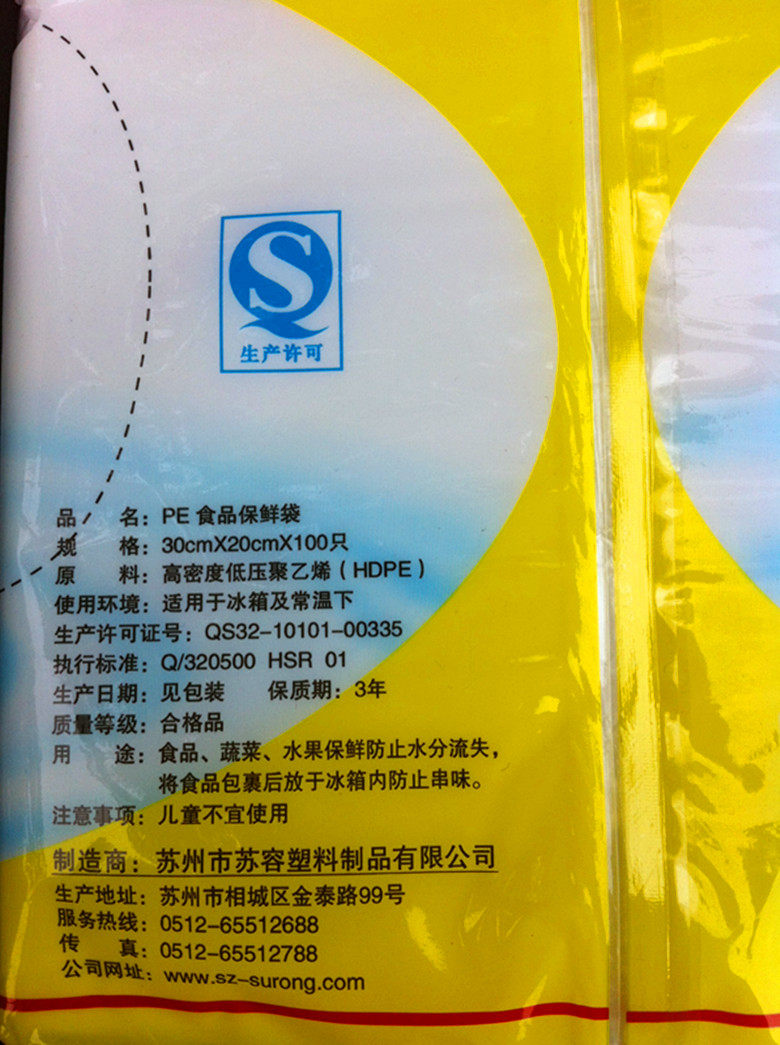 QS
生产许可
品 名：PE 食品保鲜袋
规 格：30cmX20cmX100只
原 料：高密度低压聚乙烯（HDPE）
使用环境：适用于冰箱及常温下
生产许可证号：QS32-10101-00335
执行标准：Q/320500 HSR 01
生产日期：见包装 保质期：3年
质量等级：合格品
用 途：食品、蔬菜、水果保鲜防止水分流失，
将食品包裹后放于冰箱内防止串味。
注意事项：儿童不宜使用
制造商：苏州市苏容塑料制品有限公司
生产地址：苏州市相城区金泰路99号
服务热线：0512-65512688
传 真：0512-65512788
公司网址：www.sz-surong.com